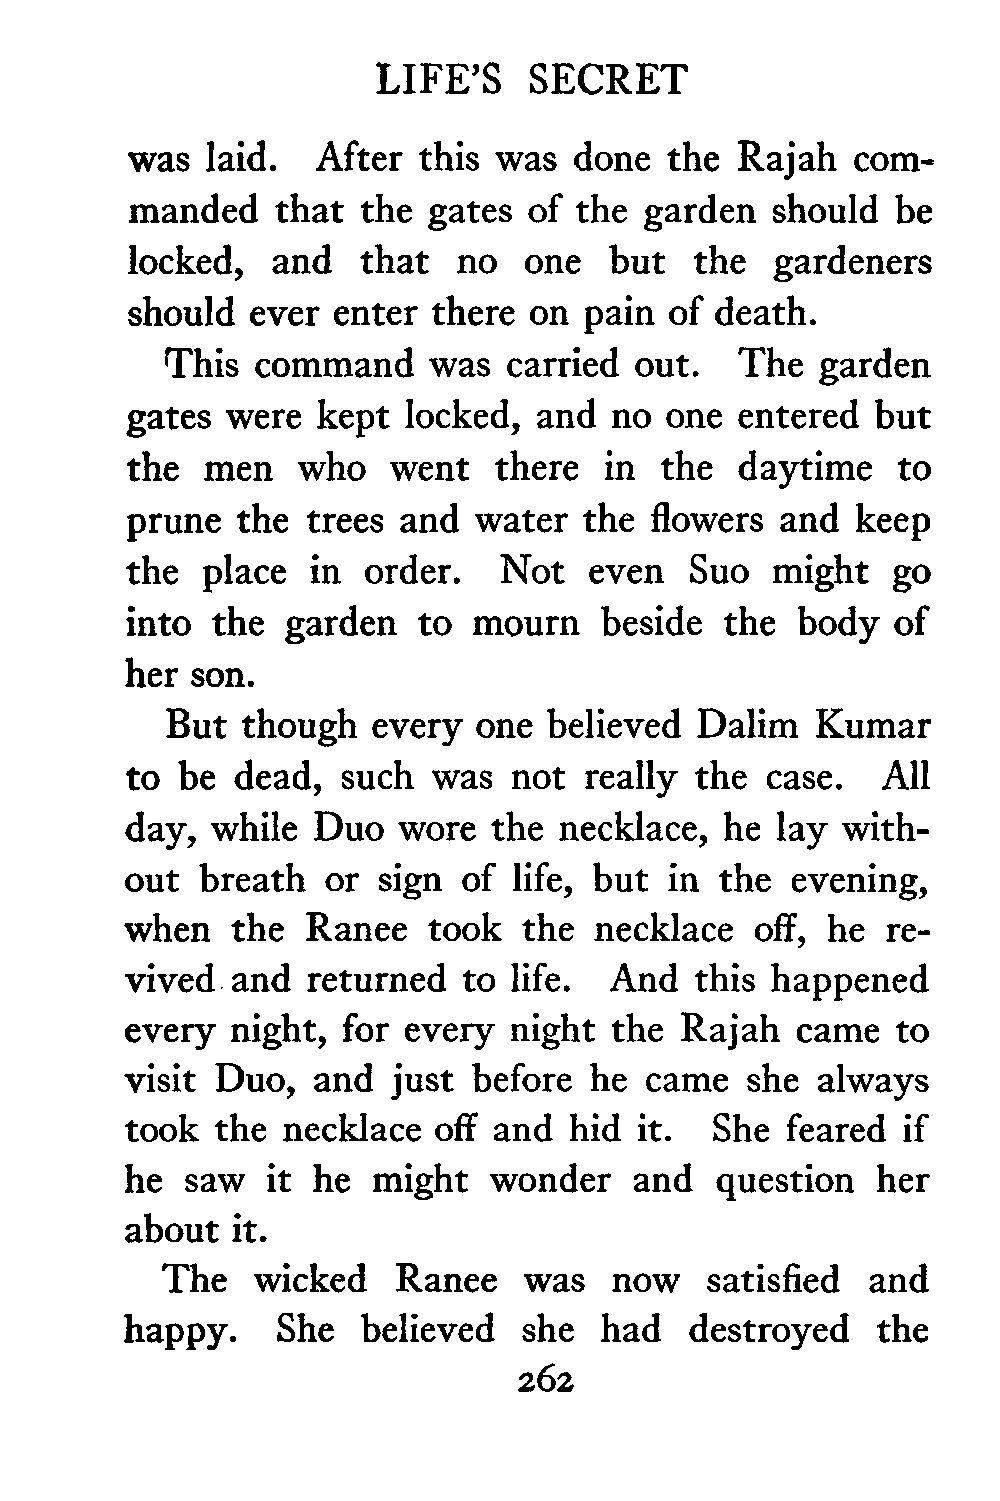 LIFE'S SECRET
was laid. After this was done the Rajah com-
manded that the gates of the garden should be
locked, and that no one but the gardeners
should ever enter there on pain of death.
This command was carried out. The garden
gates were kept locked, and no one entered but
the men who went there in the daytime to
prune the trees and water the flowers and keep
the place in order. Not even Suo might go
into the garden to mourn beside the body of
her son.
But though every one believed Dalim Kumar
to be dead, such was not really the case. All
day, while Duo wore the necklace, he lay with-
out breath or sign of life, but in the evening,
when the Ranee took the necklace off, he re-
vived and returned to life. And this happened
every night, for every night the Rajah came to
visit Duo, and just before he came she always
took the necklace off and hid it. She feared if
he saw it he might wonder and question her
about it.
The wicked Ranee was now satisfied and
happy. She believed she had destroyed the
262